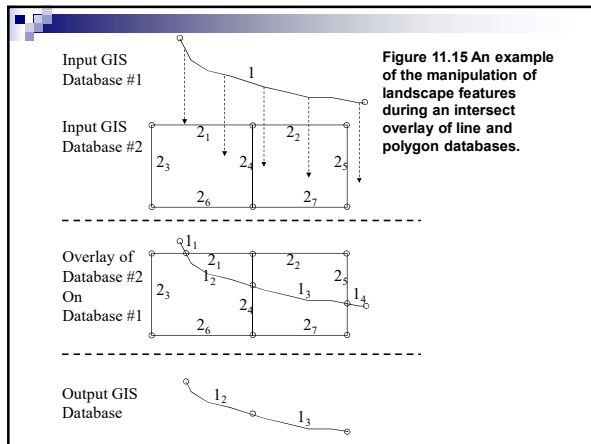 Input GIS
Database #1
1
Figure 11.15 An example
of the manipulation of
landscape features
during an intersect
overlay of line and
polygon databases.
Input GIS
Database #2
2₁ 2₂
2₃ 2₄ 2₅
2₆ 2₇
Overlay of
Database #2
On
Database #1
1₁
2₁ 2₂
1₂ 2₅
2₃ 1₃ 1₄
2₄
2₆ 2₇
Output GIS
Database
1₂
1₃